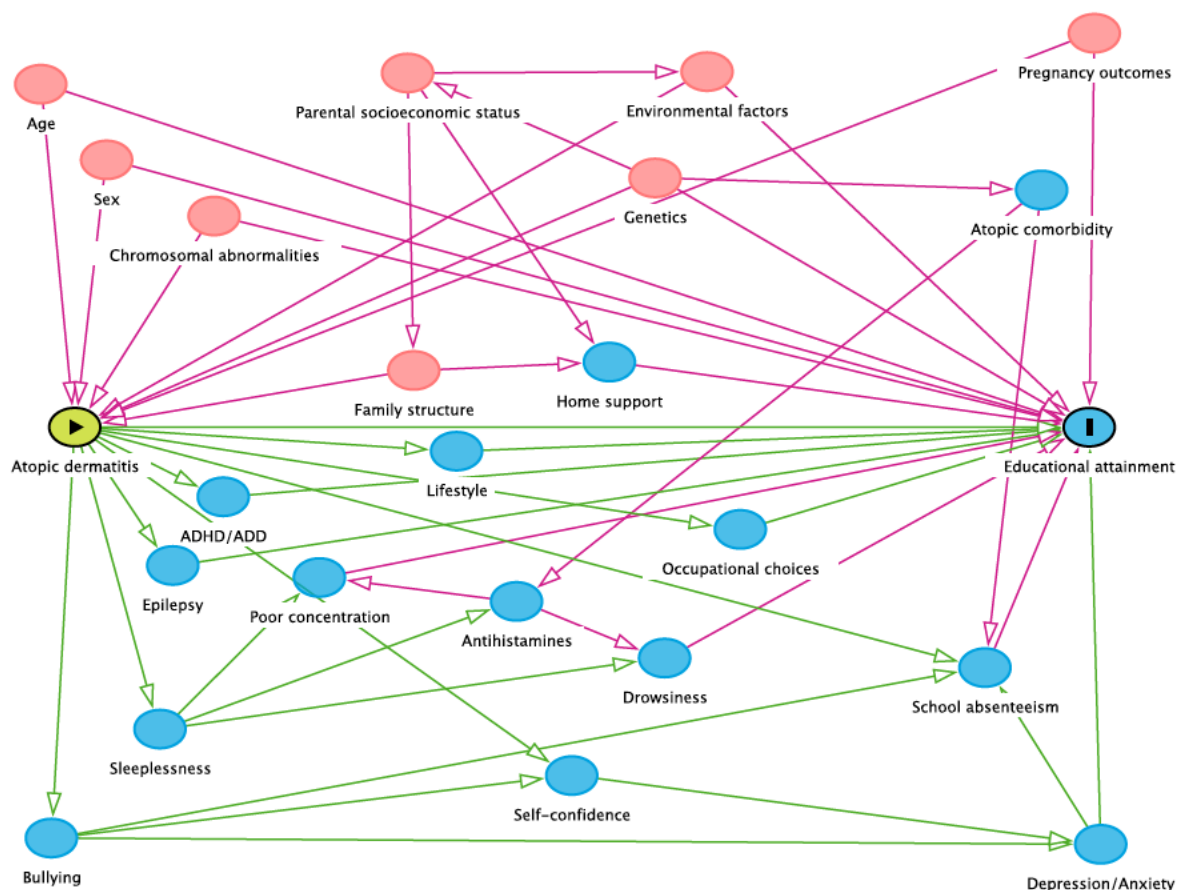 Pregnancy outcomes
Parental socioeconomic status
Environmental factors
Age
Sex
Genetics
Atopic comorbidity
Chromosomal abnormalities
Family structure
Home support
Atopic dermatitis
Educational attainment
Lifestyle
ADHD/ADD
Occupational choices
Epilepsy
Poor concentration
Antihistamines
Drowsiness
School absenteeism
Sleeplessness
Self-confidence
Bullying
Depression/Anxiety